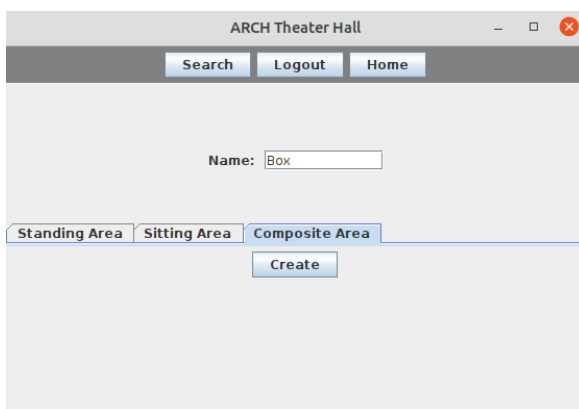 ARCH Theater Hall
Search Logout Home
Name: Box
Standing Area Sitting Area Composite Area
Create